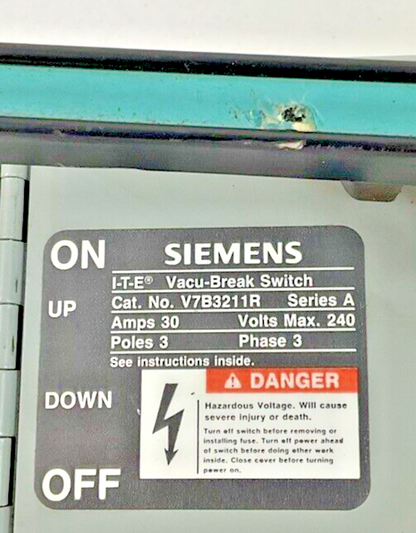 ON
SIEMENS
I-T-E® Vacu-Break Switch
UP
Cat. No. V7B3211R Series A
Amps 30 Volts Max. 240
Poles 3 Phase 3
See instructions inside.
DANGER
DOWN
Hazardous Voltage. Will cause
severe injury or death.
Turn off switch before removing or
installing fuse. Turn off power ahead
of switch before doing other work
inside. Close cover before turning
power on.
OFF